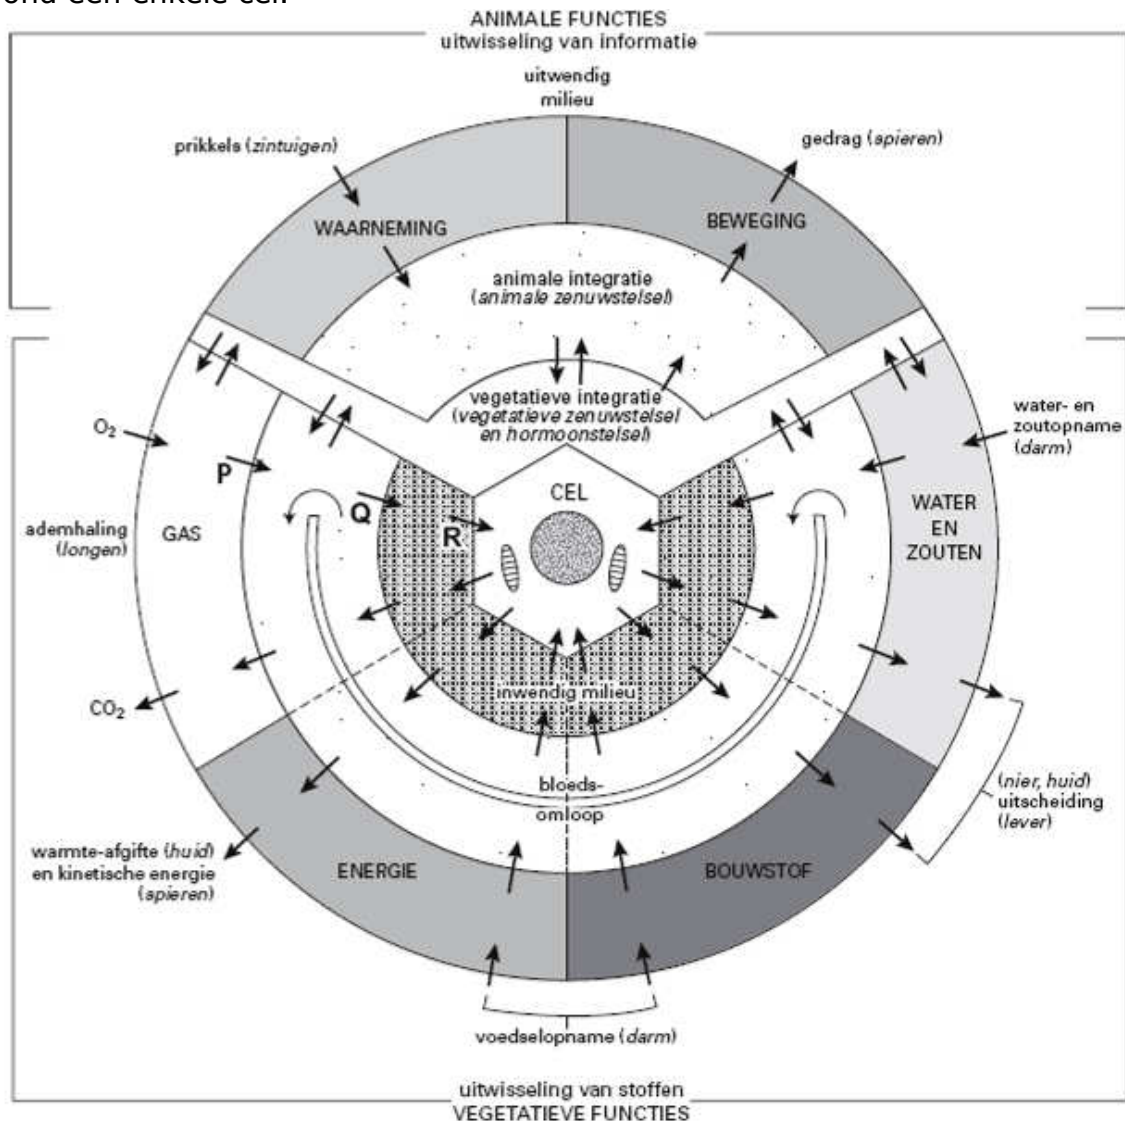 ond een enkele cel.
ANIMALE FUNCTIES
uitwisseling van informatie
uitwendig
milieu
prikkels (zintuigen)
gedrag (spieren)
WAARNEMING
BEWEGING
animale integratie
(animale zenuwstelsel)
vegetatieve integratie
(vegetatieve zenuwstelsel
en hormoonstelsel)
O2
water- en
zoutopname
(darm)
P
Q
R
CEL
ademhaling
(longen)
GAS
WATER
EN
ZOUTEN
CO2
inwendig milieu
bloeds-
omloop
(nier, huid)
uitscheiding
(lever)
warmte-afgifte (huid)
en kinetische energie
(spieren)
ENERGIE
BOUWSTOF
voedselopname (darm)
uitwisseling van stoffen
VEGETATIEVE FUNCTIES